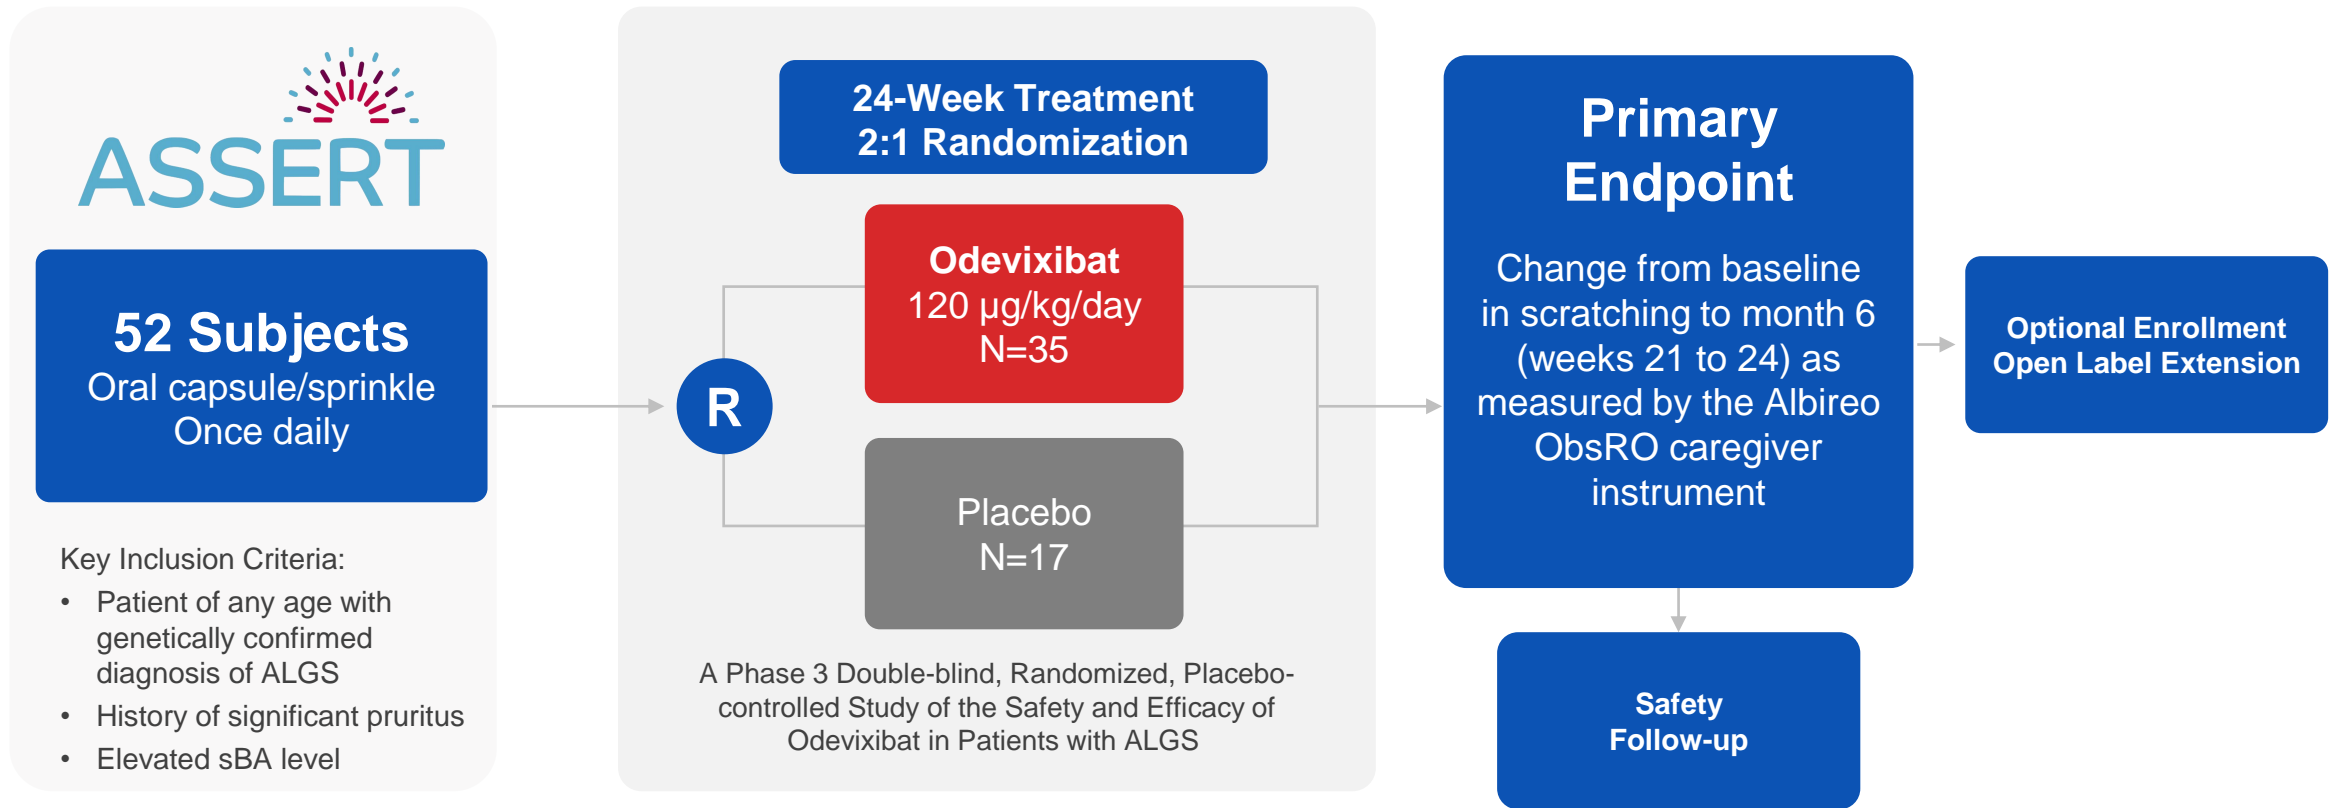 ASSERT
52 Subjects
Oral capsule/sprinkle
Once daily
Key Inclusion Criteria:
• Patient of any age with
genetically confirmed
diagnosis of ALGS
• History of significant pruritus
• Elevated sBA level
24-Week Treatment
2:1 Randomization
R
Odevixibat
120 μg/kg/day
N=35
Placebo
N=17
A Phase 3 Double-blind, Randomized, Placebo-
controlled Study of the Safety and Efficacy of
Odevixibat in Patients with ALGS
Primary
Endpoint
Change from baseline
in scratching to month 6
(weeks 21 to 24) as
measured by the Albireo
ObsRO caregiver
instrument
Optional Enrollment
Open Label Extension
Safety
Follow-up